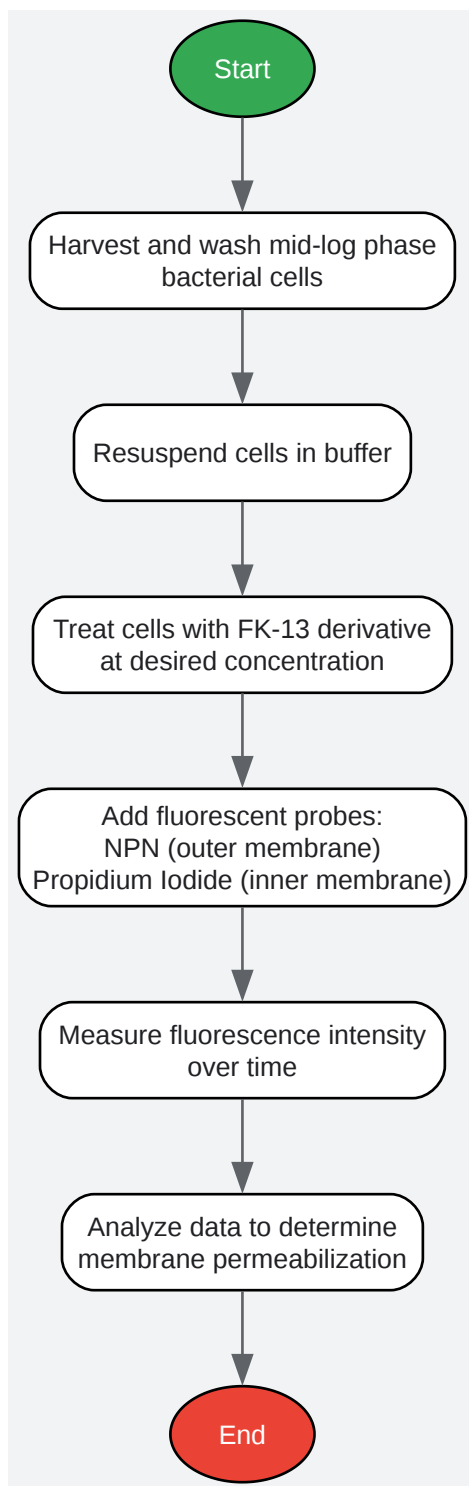 Start
Harvest and wash mid-log phase
bacterial cells
Resuspend cells in buffer
Treat cells with FK-13 derivative
at desired concentration
Add fluorescent probes:
NPN (outer membrane)
Propidium Iodide (inner membrane)
Measure fluorescence intensity
over time
Analyze data to determine
membrane permeabilization
End